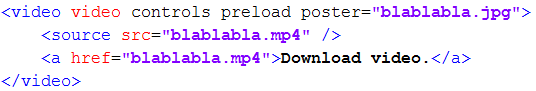 <video video controls preload poster="blablabla.jpg">
<source src="blablabla.mp4" />
<a href="blablabla.mp4">Download video.</a>
</video>